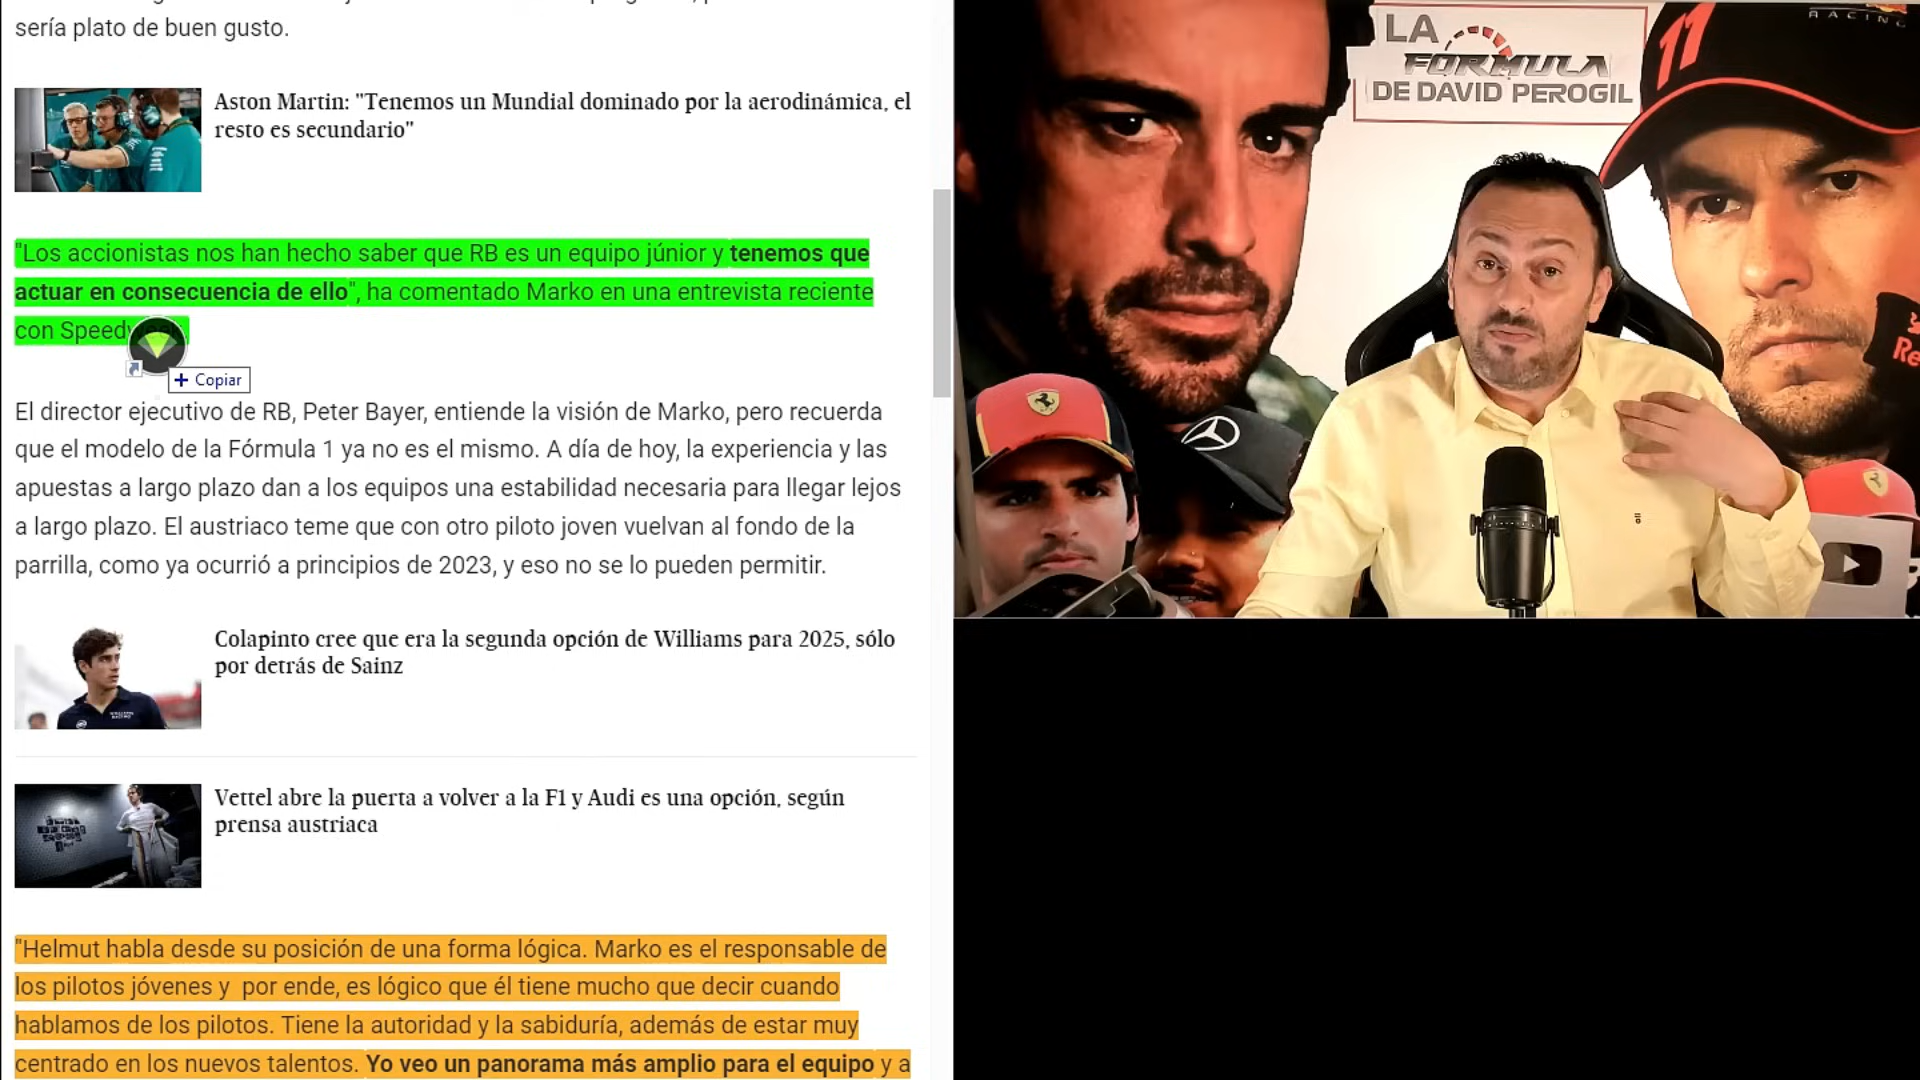 sería plato de buen gusto.
Aston Martin: "Tenemos un Mundial dominado por la aerodinámica, el
resto es secundario"
"Los accionistas nos han hecho saber que RB es un equipo júnior y tenemos que
actuar en consecuencia de ello", ha comentado Marko en una entrevista reciente
con
+ Copiar
El director ejecutivo de RB, Peter Bayer, entiende la visión de Marko, pero recuerda
que el modelo de la Fórmula 1 ya no es el mismo. A día de hoy, la experiencia y las
apuestas a largo plazo dan a los equipos una estabilidad necesaria para llegar lejos
a largo plazo. El austriaco teme que con otro piloto joven vuelvan al fondo de la
parrilla, como ya ocurrió a principios de 2023, y eso no se lo pueden permitir.
Colapinto cree que era la segunda opción de Williams para 2025, sólo
por detrás de Sainz
Vettel abre la puerta a volver a la F1 y Audi es una opción, según
prensa austriaca
"Helmut habla desde su posición de una forma lógica. Marko es el responsable de
los pilotos jóvenes y por ende, es lógico que él tiene mucho que decir cuando
hablamos de los pilotos. Tiene la autoridad y la sabiduría, además de estar muy
centrado en los nuevos talentos. Yo veo un panorama más amplio para el equipo y a
LA
FÓRMULA
DE DAVID PEROGIL
11
RACING
Re